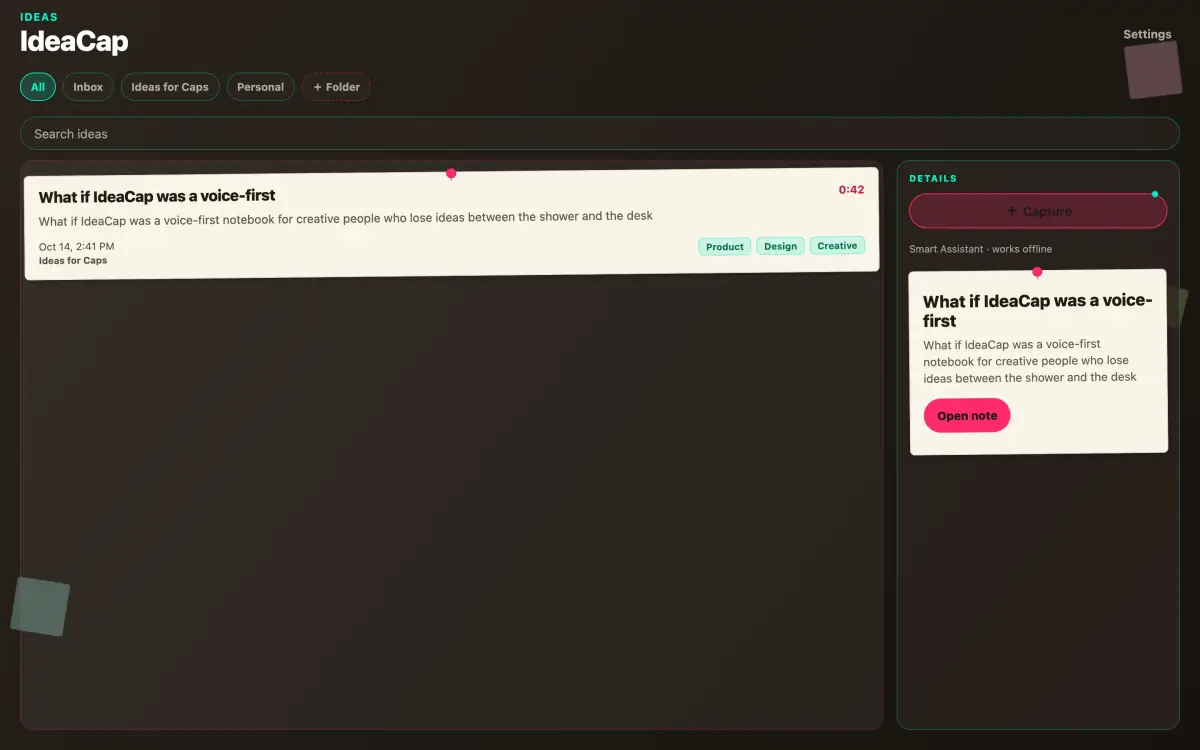 IDEAS
IdeaCap
Settings
All
Inbox
Ideas for Caps
Personal
+ Folder
Search ideas
What if IdeaCap was a voice-first
0:42
What if IdeaCap was a voice-first notebook for creative people who lose ideas between the shower and the desk
Oct 14, 2:41 PM
Ideas for Caps
Product
Design
Creative
DETAILS
+ Capture
Smart Assistant · works offline
What if IdeaCap was a voice-
first
What if IdeaCap was a voice-first
notebook for creative people who lose
ideas between the shower and the desk
Open note